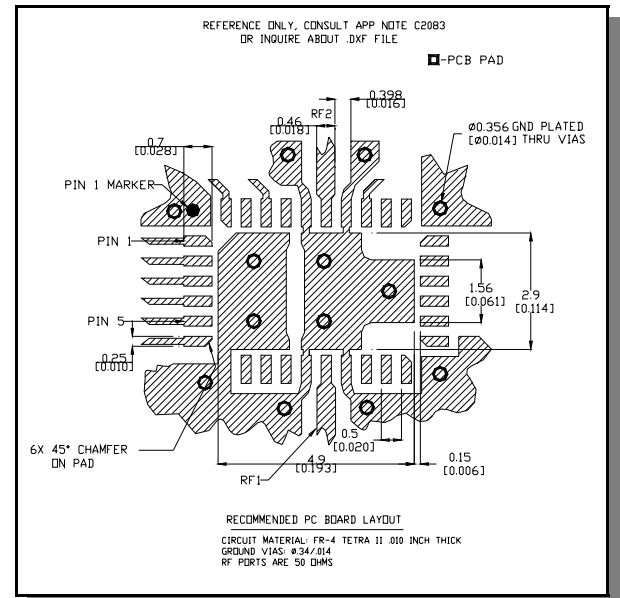 REFERENCE ONLY, CONSULT APP NOTE C2083
OR INQUIRE ABOUT .DXF FILE
-PCB PAD
0.398
[0.016]
RF2
0.46
[0.018]
Ø0.356 GND PLATED
[Ø0.014] THRU VIAS
0.7
[0.028]
PIN 1 MARKER
PIN 1
1.56
[0.061]
2.9
[0.114]
PIN 5
0.25
[0.010]
6X 45° CHAMFER
ON PAD
0.5
[0.020]
4.9
[0.193]
0.15
[0.006]
RF1
RECOMMENDED PC BOARD LAYOUT
CIRCUIT MATERIAL: FR-4 TETRA II .010 INCH THICK
GROUND VIAS: Ø.34/.014
RF PORTS ARE 50 OHMS